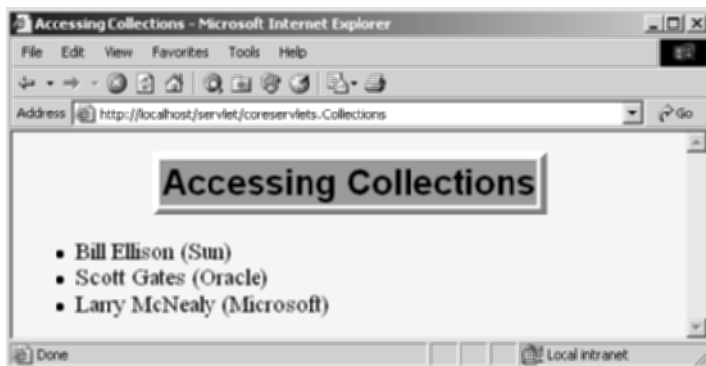 Accessing Collections - Microsoft Internet Explorer
File Edit View Favorites Tools Help
Address http://localhost/servlet/coreservlets.Collections Go
Accessing Collections
• Bill Ellison (Sun)
• Scott Gates (Oracle)
• Larry McNealy (Microsoft)
Done Local intranet